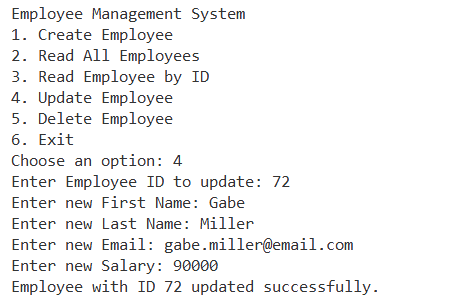 Employee Management System
1. Create Employee
2. Read All Employees
3. Read Employee by ID
4. Update Employee
5. Delete Employee
6. Exit
Choose an option: 4
Enter Employee ID to update: 72
Enter new First Name: Gabe
Enter new Last Name: Miller
Enter new Email: gabe.miller@email.com
Enter new Salary: 90000
Employee with ID 72 updated successfully.